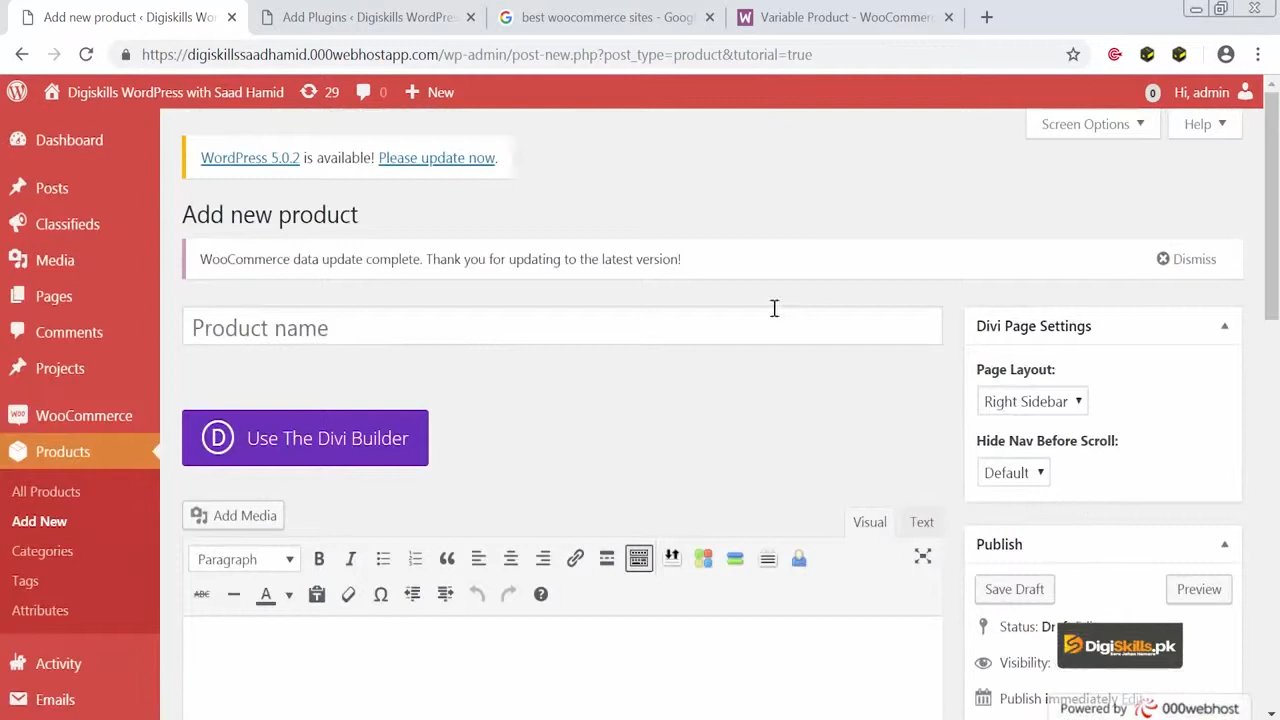 Add new product ‹ Digiskills Wo
Add Plugins ‹ Digiskills WordPres
best woocommerce sites - Goog
Variable Product - WooCommerc
https://digiskillssaadhamid.000webhostapp.com/wp-admin/post-new.php?post_type=product&tutorial=true
Digiskills WordPress with Saad Hamid
29
0
New
0
Hi, admin
Screen Options
Help
Dashboard
Posts
Classifieds
Media
Pages
Comments
Projects
WooCommerce
Products
All Products
Add New
Categories
Tags
Attributes
Activity
Emails
WordPress 5.0.2 is available! Please update now.
Add new product
WooCommerce data update complete. Thank you for updating to the latest version!
Dismiss
Product name
D Use The Divi Builder
Add Media
Visual
Text
Paragraph
B I
ABC A
Divi Page Settings
Page Layout:
Right Sidebar
Hide Nav Before Scroll:
Default
Publish
Save Draft
Preview
Status:
Visibility:
Publish immediately Edit
DigiSkills.pk
Powered by 000webhost